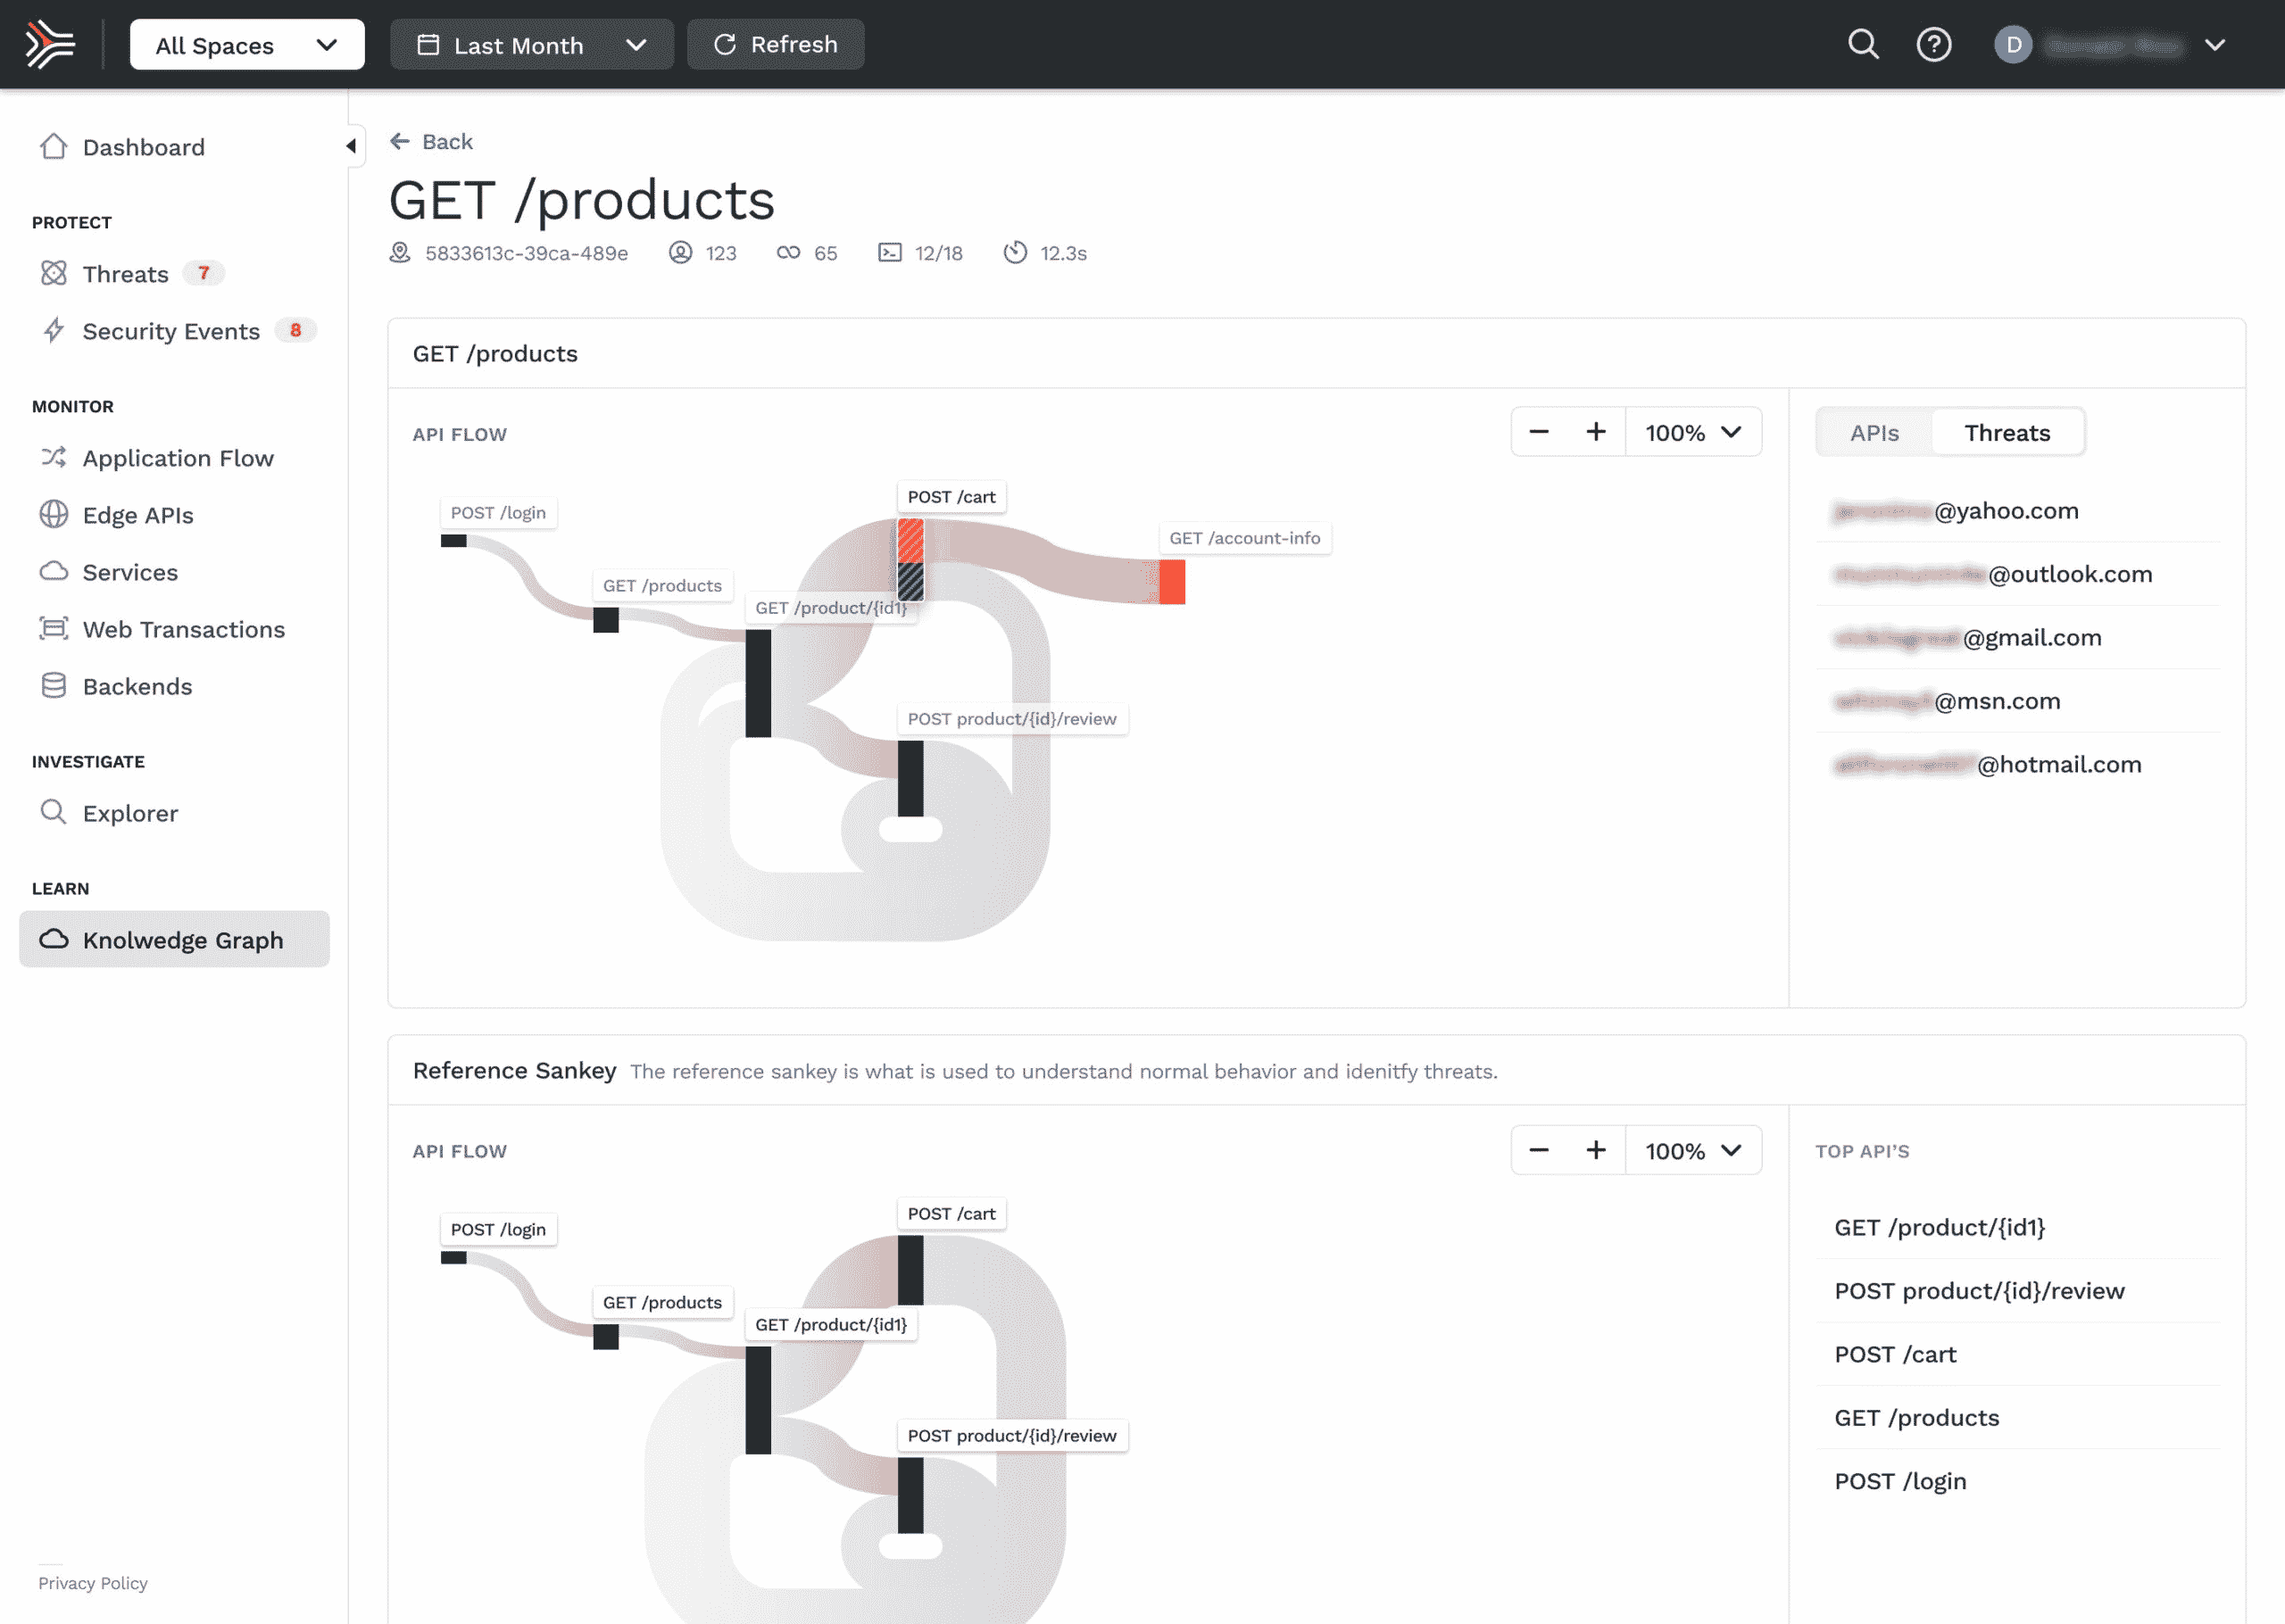 All Spaces
Last Month
Refresh
D
Dashboard
PROTECT
Threats 7
Security Events 8
MONITOR
Application Flow
Edge APIs
Services
Web Transactions
Backends
INVESTIGATE
Explorer
LEARN
Knolwedge Graph
Privacy Policy
Back
GET /products
5833613c-39ca-489e 123 65 12/18 12.3s
GET /products
API FLOW
100%
POST /login
GET /products
GET /product/{id1}
POST /cart
GET /account-info
POST product/{id}/review
APIs Threats
@yahoo.com
@outlook.com
@gmail.com
@msn.com
@hotmail.com
Reference Sankey The reference sankey is what is used to understand normal behavior and idenitfy threats.
API FLOW
100%
POST /login
GET /products
GET /product/{id1}
POST /cart
POST product/{id}/review
TOP API'S
GET /product/{id1}
POST product/{id}/review
POST /cart
GET /products
POST /login